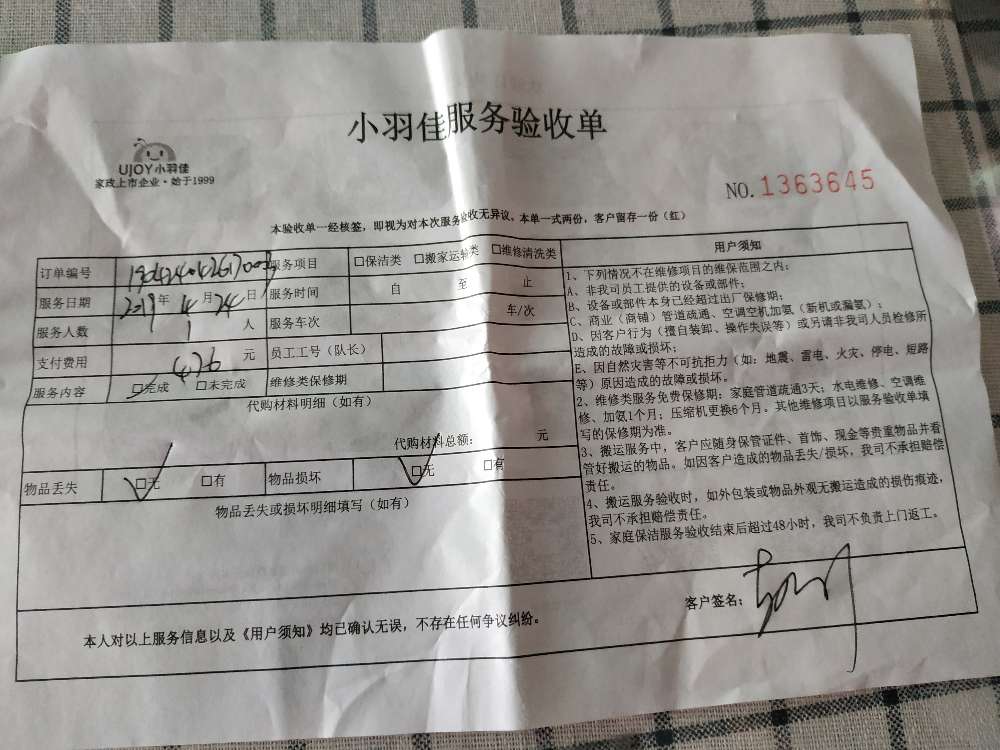 小羽佳服务验收单
UJOY小羽佳
家政上市企业·始于1999
NO.1363645
本验收单一经核签，即视为对本次服务验收无异议、本单一式两份，客户留存一份（红）
订单编号 服务项目 □保洁类 □搬家运输类 □维修清洗类
服务日期 2019年4月24日 服务时间 自 至 止
服务人数 1 人 服务车次 车/次
支付费用 476 元 员工工号（队长）
服务内容 □完成 □未完成 维修类保修期
代购材料明细（如有）
代购材料总额： 元
物品丢失 □无 □有 物品损坏 □无 □有
物品丢失或损坏明细填写（如有）
用户须知
1、下列情况不在维修项目的维保范围之内：
A、非我司员工提供的设备或部件；
B、设备或部件本身已经超过出厂保修期；
C、商业（商铺）管道疏通、空调空机加氨（新机或漏氨）；
D、因客户行为（擅自装卸、操作失误等）或另请非我司人员检修所
造成的故障或损坏；
E、因自然灾害等不可抗拒力（如：地震、雷电、火灾、停电、短路
等）原因造成的故障或损坏。
2、维修类服务免费保修期：家庭管道疏通3天；水电维修、空调维
修、加氨1个月；压缩机更换6个月。其他维修项目以服务验收单填
写的保修期为准。
3、搬运服务中，客户应随身保管证件、首饰、现金等贵重物品并看
管好搬运的物品。如因客户造成的物品丢失/损坏，我司不承担赔偿
责任。
4、搬运服务验收时，如外包装或物品外观无搬运造成的损伤痕迹，
我司不承担赔偿责任。
5、家庭保洁服务验收结束后超过48小时，我司不负责上门返工。
客户签名：
本人对以上服务信息以及《用户须知》均已确认无误，不存在任何争议纠纷。